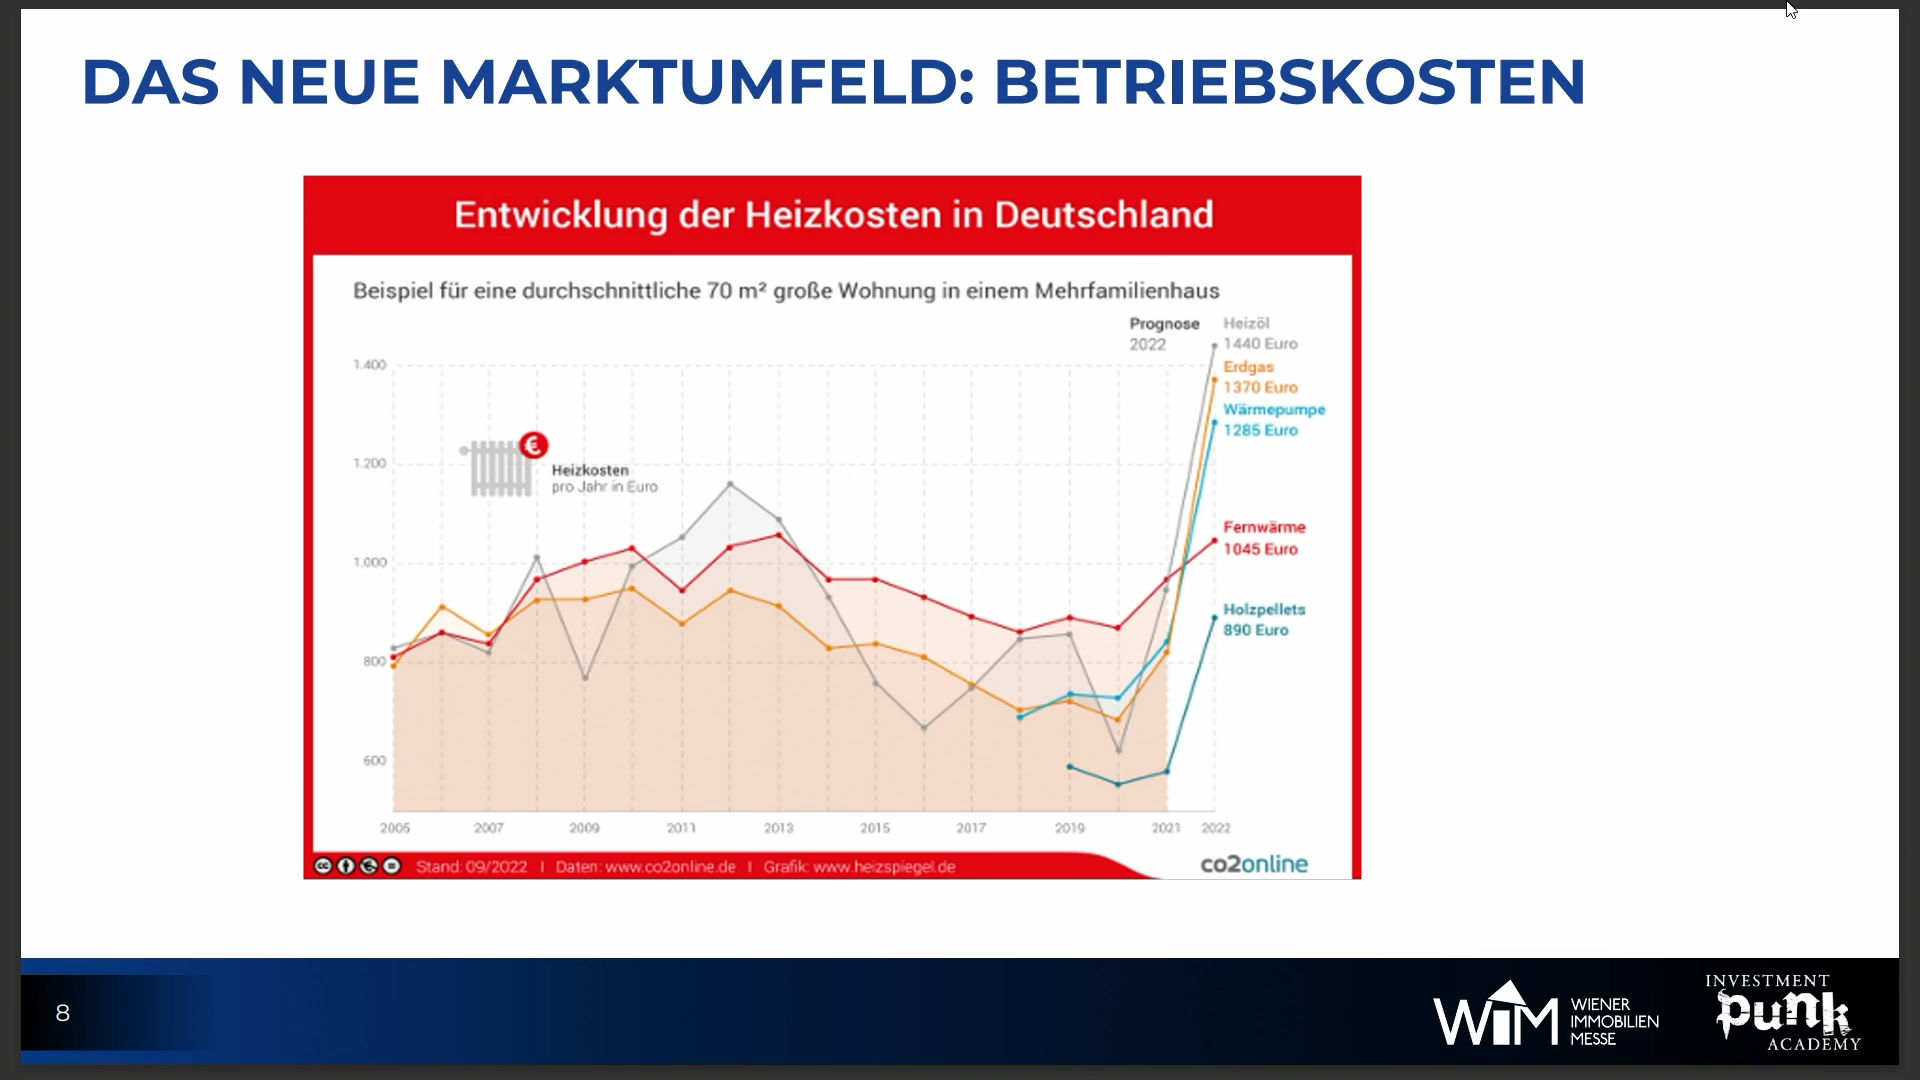 DAS NEUE MARKTUMFELD: BETRIEBSKOSTEN
Entwicklung der Heizkosten in Deutschland
Beispiel für eine durchschnittliche 70 m² große Wohnung in einem Mehrfamilienhaus
Prognose
2022
Heizöl
1440 Euro
Erdgas
1370 Euro
Wärmepumpe
1285 Euro
Fernwärme
1045 Euro
Holzpellets
890 Euro
1.400
1.200
1.000
800
600
€
Heizkosten
pro Jahr in Euro
2005 2007 2009 2011 2013 2015 2017 2019 2021 2022
Stand: 09/2022 I Daten: www.co2online.de I Grafik: www.heizspiegel.de
co2online
8
WIM
WIENER
IMMOBILIEN
MESSE
INVESTMENT
punk
ACADEMY